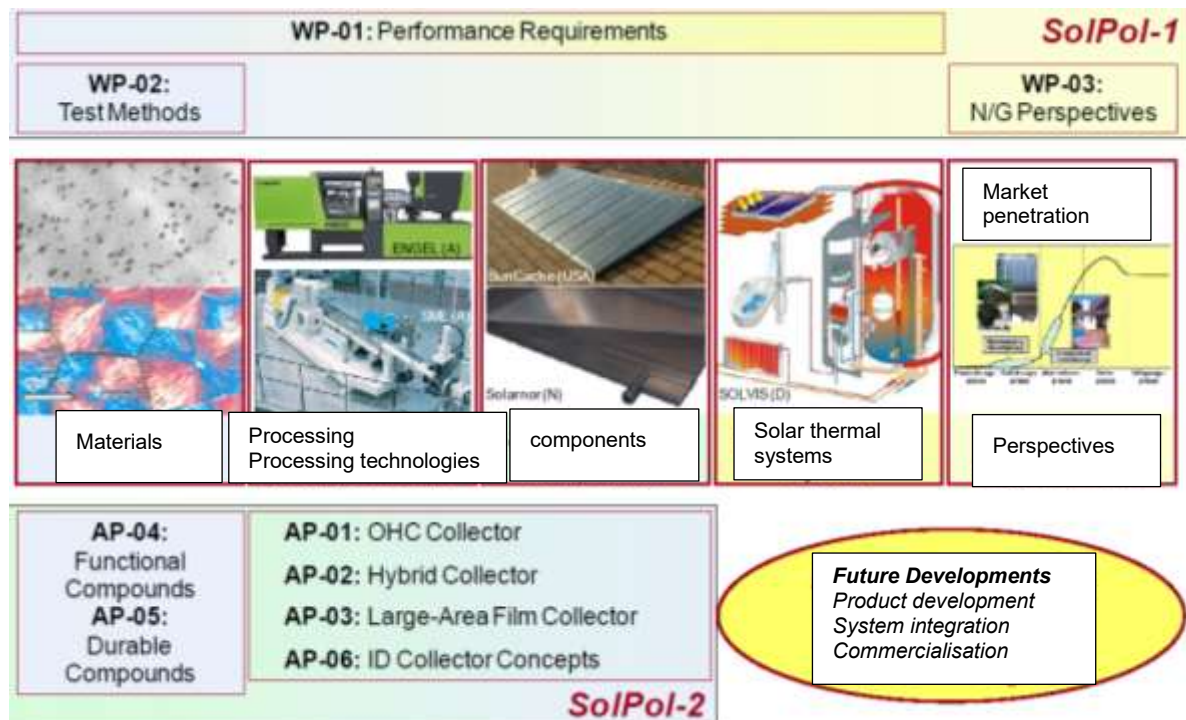 WP-01: Performance Requirements
SolPol-1
WP-02:
Test Methods
WP-03:
N/G Perspectives
ENGEL (A)
SunCache (USA)
Solarnor (N)
SOLVIS (D)
Market
penetration
Materials
Processing
Processing technologies
components
Solar thermal
systems
Perspectives
AP-04:
Functional
Compounds
AP-05:
Durable
Compounds
AP-01: OHC Collector
AP-02: Hybrid Collector
AP-03: Large-Area Film Collector
AP-06: ID Collector Concepts
SolPol-2
Future Developments
Product development
System integration
Commercialisation